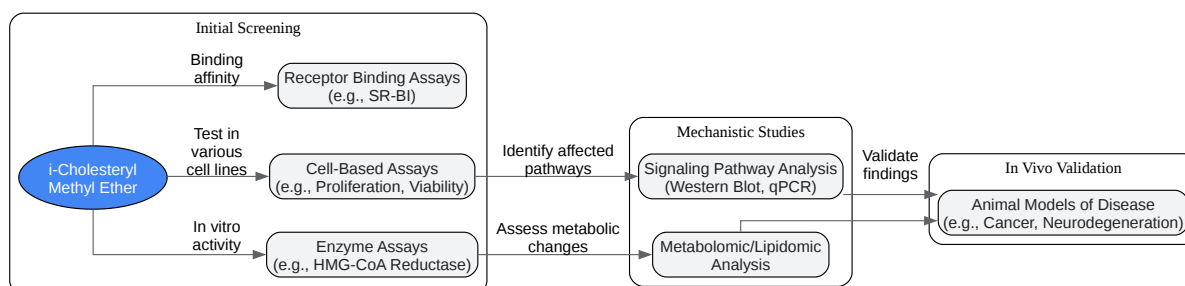 Initial Screening
Binding
affinity
Receptor Binding Assays
(e.g., SR-BI)
i-Cholesteryl
Methyl Ether
Test in
various
cell lines
Cell-Based Assays
(e.g., Proliferation, Viability)
In vitro
activity
Enzyme Assays
(e.g., HMG-CoA Reductase)
Identify affected
pathways
Assess metabolic
changes
Mechanistic Studies
Signaling Pathway Analysis
(Western Blot, qPCR)
Metabolomic/Lipidomic
Analysis
Validate
findings
In Vivo Validation
Animal Models of Disease
(e.g., Cancer, Neurodegeneration)